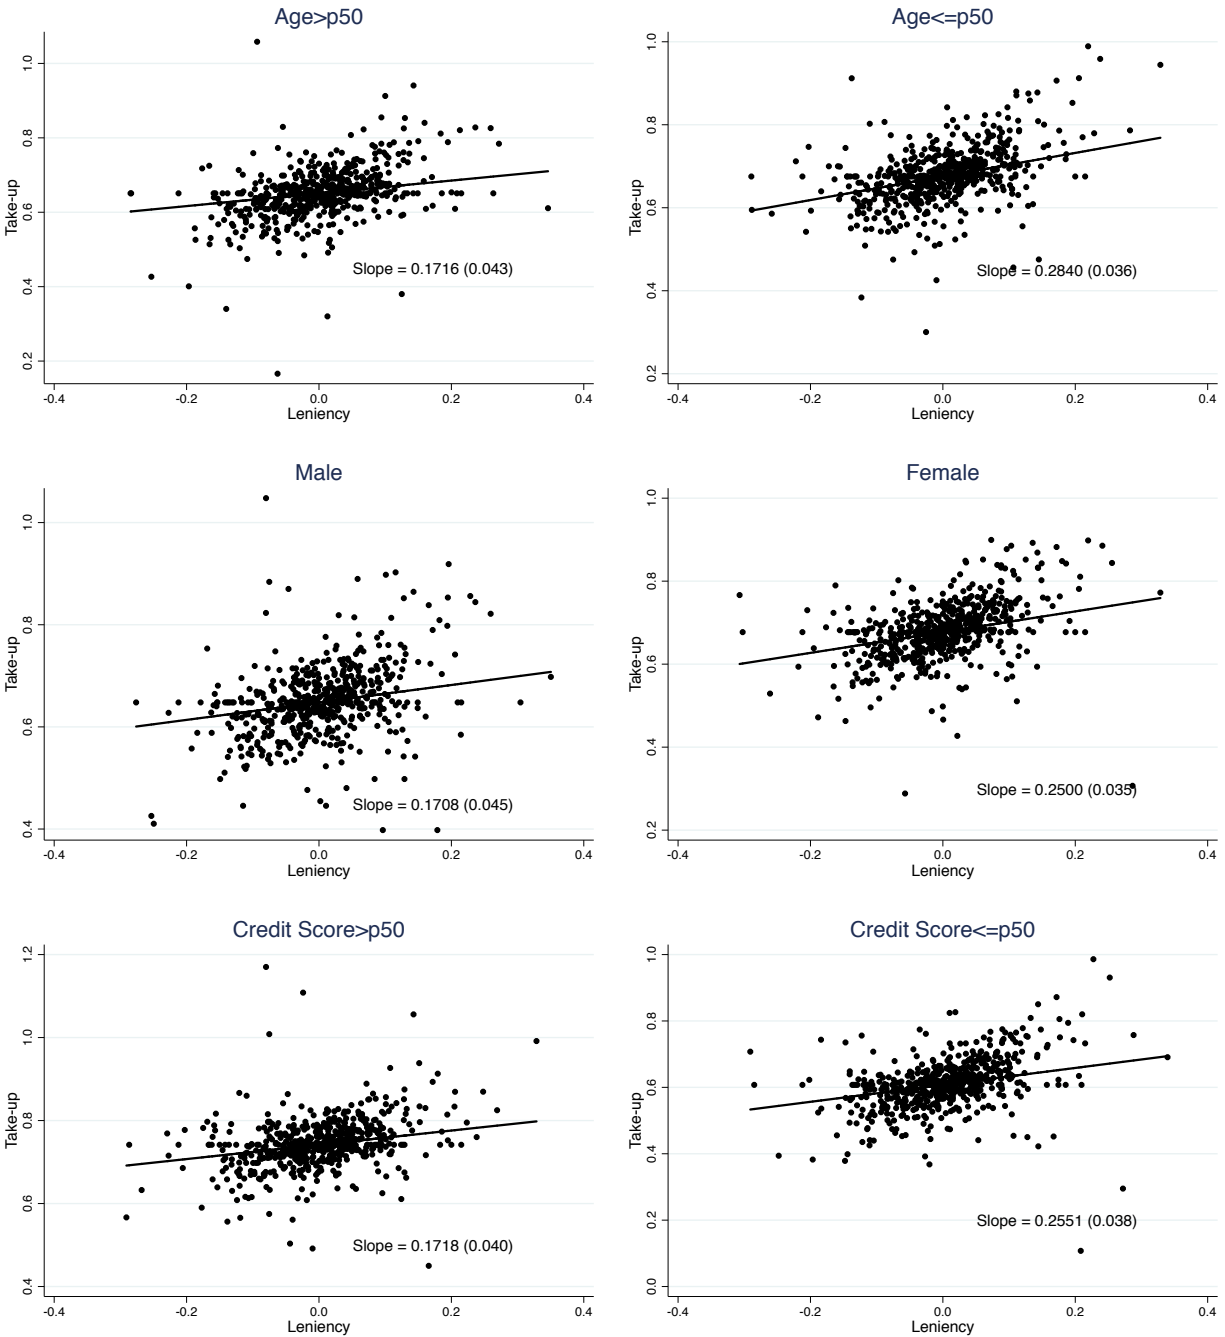 Age>p50
Take-up
0.2 0.4 0.6 0.8 1.0
Slope = 0.1716 (0.043)
-0.4 -0.2 0.0 0.2 0.4
Leniency
Age<=p50
Take-up
0.2 0.4 0.6 0.8 1.0
Slope = 0.2840 (0.036)
-0.4 -0.2 0.0 0.2 0.4
Leniency
Male
Take-up
0.4 0.6 0.8 1.0
Slope = 0.1708 (0.045)
-0.4 -0.2 0.0 0.2 0.4
Leniency
Female
Take-up
0.2 0.4 0.6 0.8 1.0
Slope = 0.2500 (0.035)
-0.4 -0.2 0.0 0.2 0.4
Leniency
Credit Score>p50
Take-up
0.4 0.6 0.8 1.0 1.2
Slope = 0.1718 (0.040)
-0.4 -0.2 0.0 0.2 0.4
Leniency
Credit Score<=p50
Take-up
0.0 0.2 0.4 0.6 0.8 1.0
Slope = 0.2551 (0.038)
-0.4 -0.2 0.0 0.2 0.4
Leniency